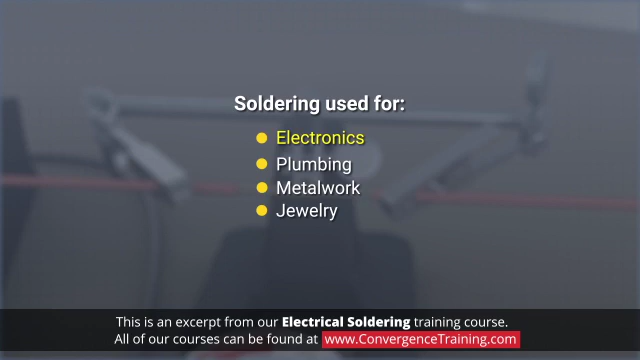 Soldering used for:
Electronics
Plumbing
Metalwork
Jewelry
This is an excerpt from our Electrical Soldering training course.
All of our courses can be found at www.ConvergenceTraining.com